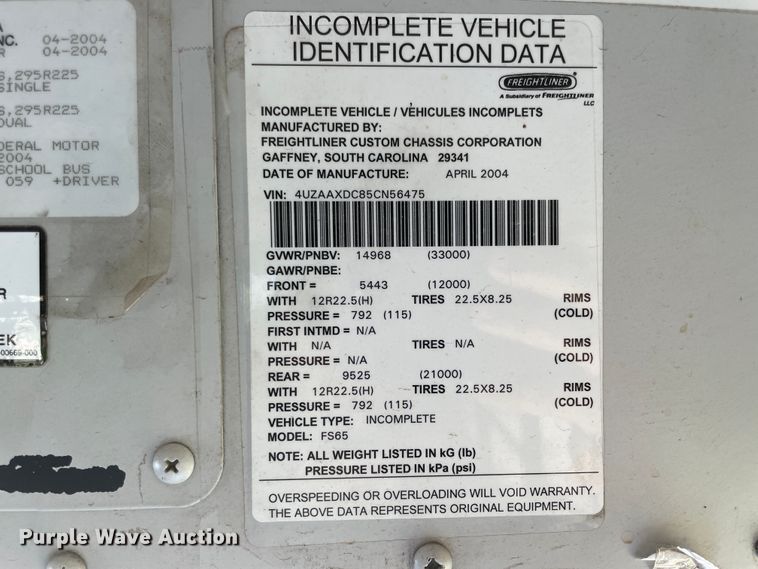 A
NC. 04-2004
R 04-2004
S,295R225
SINGLE
S,295R225
DUAL
DERAL MOTOR
2004
SCHOOL BUS
059 +DRIVER
R
EK
-00665-000
INCOMPLETE VEHICLE
IDENTIFICATION DATA
FREIGHTLINER
A Subsidiary of FREIGHTLINER
LLC
INCOMPLETE VEHICLE / VÉHICULES INCOMPLETS
MANUFACTURED BY:
FREIGHTLINER CUSTOM CHASSIS CORPORATION
GAFFNEY, SOUTH CAROLINA 29341
DATE OF MANUFACTURE: APRIL 2004
VIN: 4UZAAXDC85CN56475
GVWR/PNBV: 14968 (33000)
GAWR/PNBE:
FRONT = 5443 (12000)
WITH 12R22.5(H) TIRES 22.5X8.25 RIMS
PRESSURE = 792 (115) (COLD)
FIRST INTMD = N/A
WITH N/A TIRES N/A RIMS
PRESSURE = N/A (COLD)
REAR = 9525 (21000)
WITH 12R22.5(H) TIRES 22.5X8.25 RIMS
PRESSURE = 792 (115) (COLD)
VEHICLE TYPE: INCOMPLETE
MODEL: FS65
NOTE: ALL WEIGHT LISTED IN kG (lb)
PRESSURE LISTED IN kPa (psi)
OVERSPEEDING OR OVERLOADING WILL VOID WARRANTY.
THE ABOVE DATA REPRESENTS ORIGINAL EQUIPMENT.
Purple Wave Auction